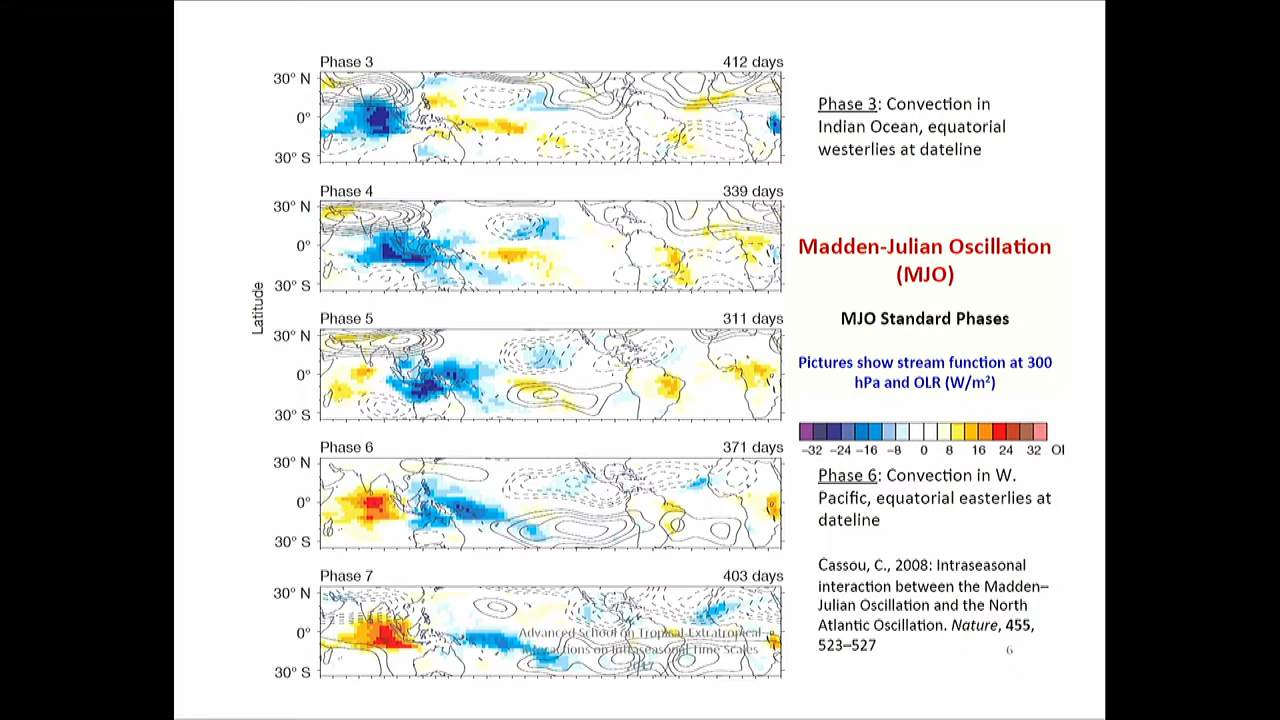 Phase 3 412 days
30° N
0°
30° S
Phase 4 339 days
30° N
0°
30° S
Phase 5 311 days
30° N
0°
30° S
Phase 6 371 days
30° N
0°
30° S
Phase 7 403 days
30° N
0°
30° S
Latitude
Advanced School on Tropical-Extratropical
Interactions on Intraseasonal Time Scales
2017
Phase 3: Convection in
Indian Ocean, equatorial
westerlies at dateline
Madden-Julian Oscillation
(MJO)
MJO Standard Phases
Pictures show stream function at 300
hPa and OLR (W/m²)
−32 −24 −16 −8 0 8 16 24 32 Ol
Phase 6: Convection in W.
Pacific, equatorial easterlies at
dateline
Cassou, C., 2008: Intraseasonal
interaction between the Madden–
Julian Oscillation and the North
Atlantic Oscillation. Nature, 455,
523–527
6